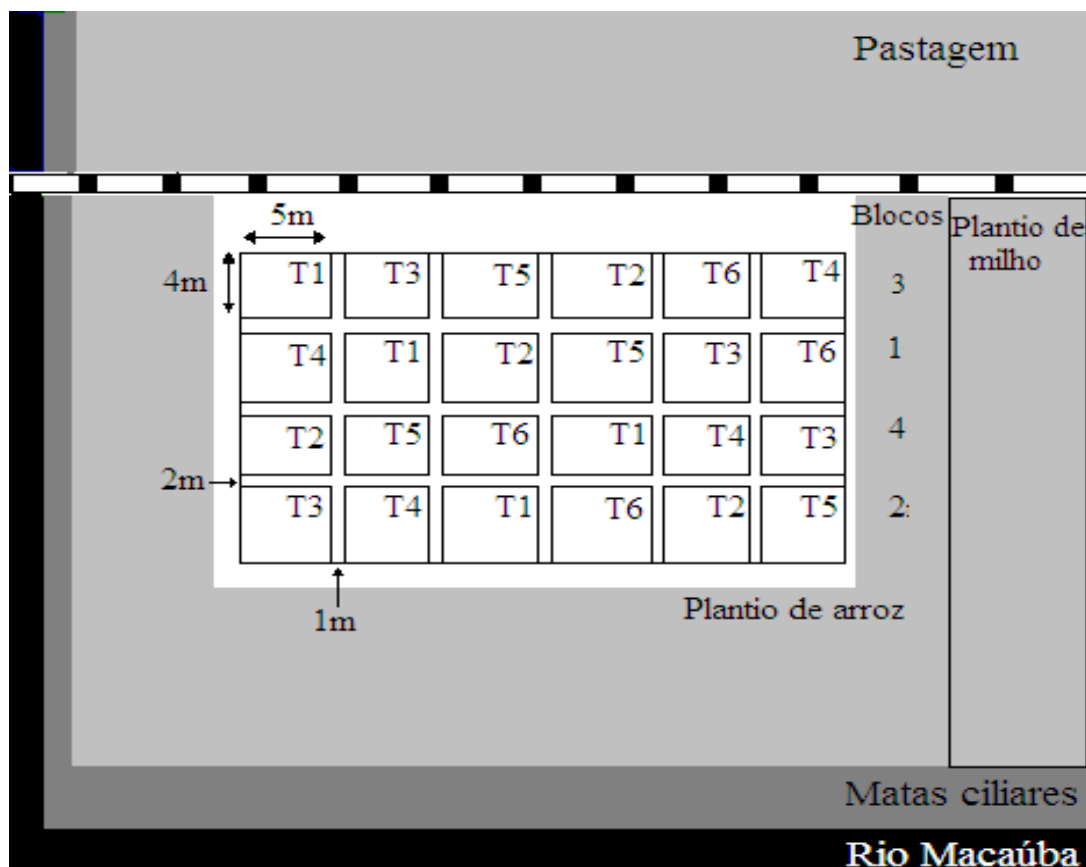 Pastagem
5m
Blocos
Plantio de
milho
4m
T1 T3 T5 T2 T6 T4
3
T4 T1 T2 T5 T3 T6
1
T2 T5 T6 T1 T4 T3
4
2m
T3 T4 T1 T6 T2 T5
2:
1m
Plantio de arroz
Matas ciliares
Rio Macaúba